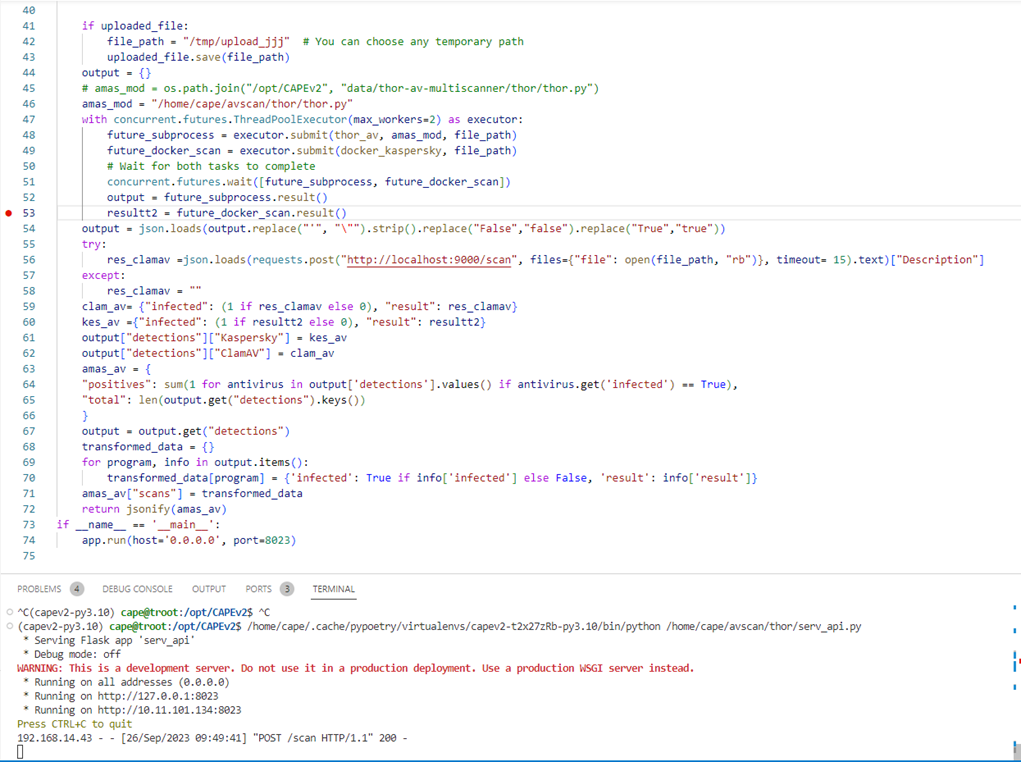 40
41 if uploaded_file:
42 file_path = "/tmp/upload_jjj" # You can choose any temporary path
43 uploaded_file.save(file_path)
44 output = {}
45 # amas_mod = os.path.join("/opt/CAPEv2", "data/thor-av-multiscanner/thor/thor.py")
46 amas_mod = "/home/cape/avscan/thor/thor.py"
47 with concurrent.futures.ThreadPoolExecutor(max_workers=2) as executor:
48 future_subprocess = executor.submit(thor_av, amas_mod, file_path)
49 future_docker_scan = executor.submit(docker_kaspersky, file_path)
50 # Wait for both tasks to complete
51 concurrent.futures.wait([future_subprocess, future_docker_scan])
52 output = future_subprocess.result()
53 resultt2 = future_docker_scan.result()
54 output = json.loads(output.replace("'", "\"").strip().replace("False","false").replace("True","true"))
55 try:
56 res_clamav =json.loads(requests.post("http://localhost:9000/scan", files={"file": open(file_path, "rb")}, timeout= 15).text)["Description"]
57 except:
58 res_clamav = ""
59 clam_av= {"infected": (1 if res_clamav else 0), "result": res_clamav}
60 kes_av ={"infected": (1 if resultt2 else 0), "result": resultt2}
61 output["detections"]["Kaspersky"] = kes_av
62 output["detections"]["ClamAV"] = clam_av
63 amas_av = {
64 "positives": sum(1 for antivirus in output['detections'].values() if antivirus.get('infected') == True),
65 "total": len(output.get("detections").keys())
66 }
67 output = output.get("detections")
68 transformed_data = {}
69 for program, info in output.items():
70 transformed_data[program] = {'infected': True if info['infected'] else False, 'result': info['result']}
71 amas_av["scans"] = transformed_data
72 return jsonify(amas_av)
73 if __name__ == '__main__':
74 app.run(host='0.0.0.0', port=8023)
75
PROBLEMS 4 DEBUG CONSOLE OUTPUT PORTS 3 TERMINAL
^C(capev2-py3.10) cape@troot:/opt/CAPEv2$ ^C
(capev2-py3.10) cape@troot:/opt/CAPEv2$ /home/cape/.cache/pypoetry/virtualenvs/capev2-t2x27zRb-py3.10/bin/python /home/cape/avscan/thor/serv_api.py
* Serving Flask app 'serv_api'
* Debug mode: off
WARNING: This is a development server. Do not use it in a production deployment. Use a production WSGI server instead.
* Running on all addresses (0.0.0.0)
* Running on http://127.0.0.1:8023
* Running on http://10.11.101.134:8023
Press CTRL+C to quit
192.168.14.43 - - [26/Sep/2023 09:49:41] "POST /scan HTTP/1.1" 200 -